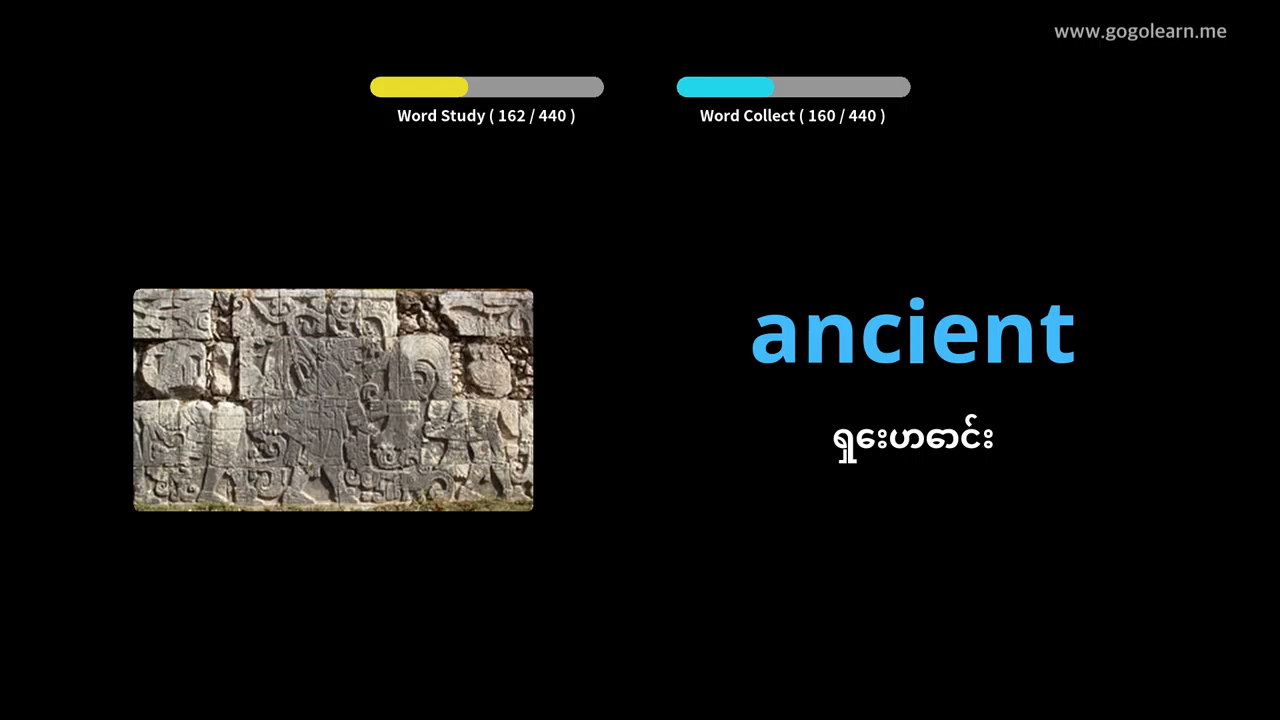 www.gogolearn.me
Word Study ( 162 / 440 )
Word Collect ( 160 / 440 )
ancient
ရှေးဟောင်း